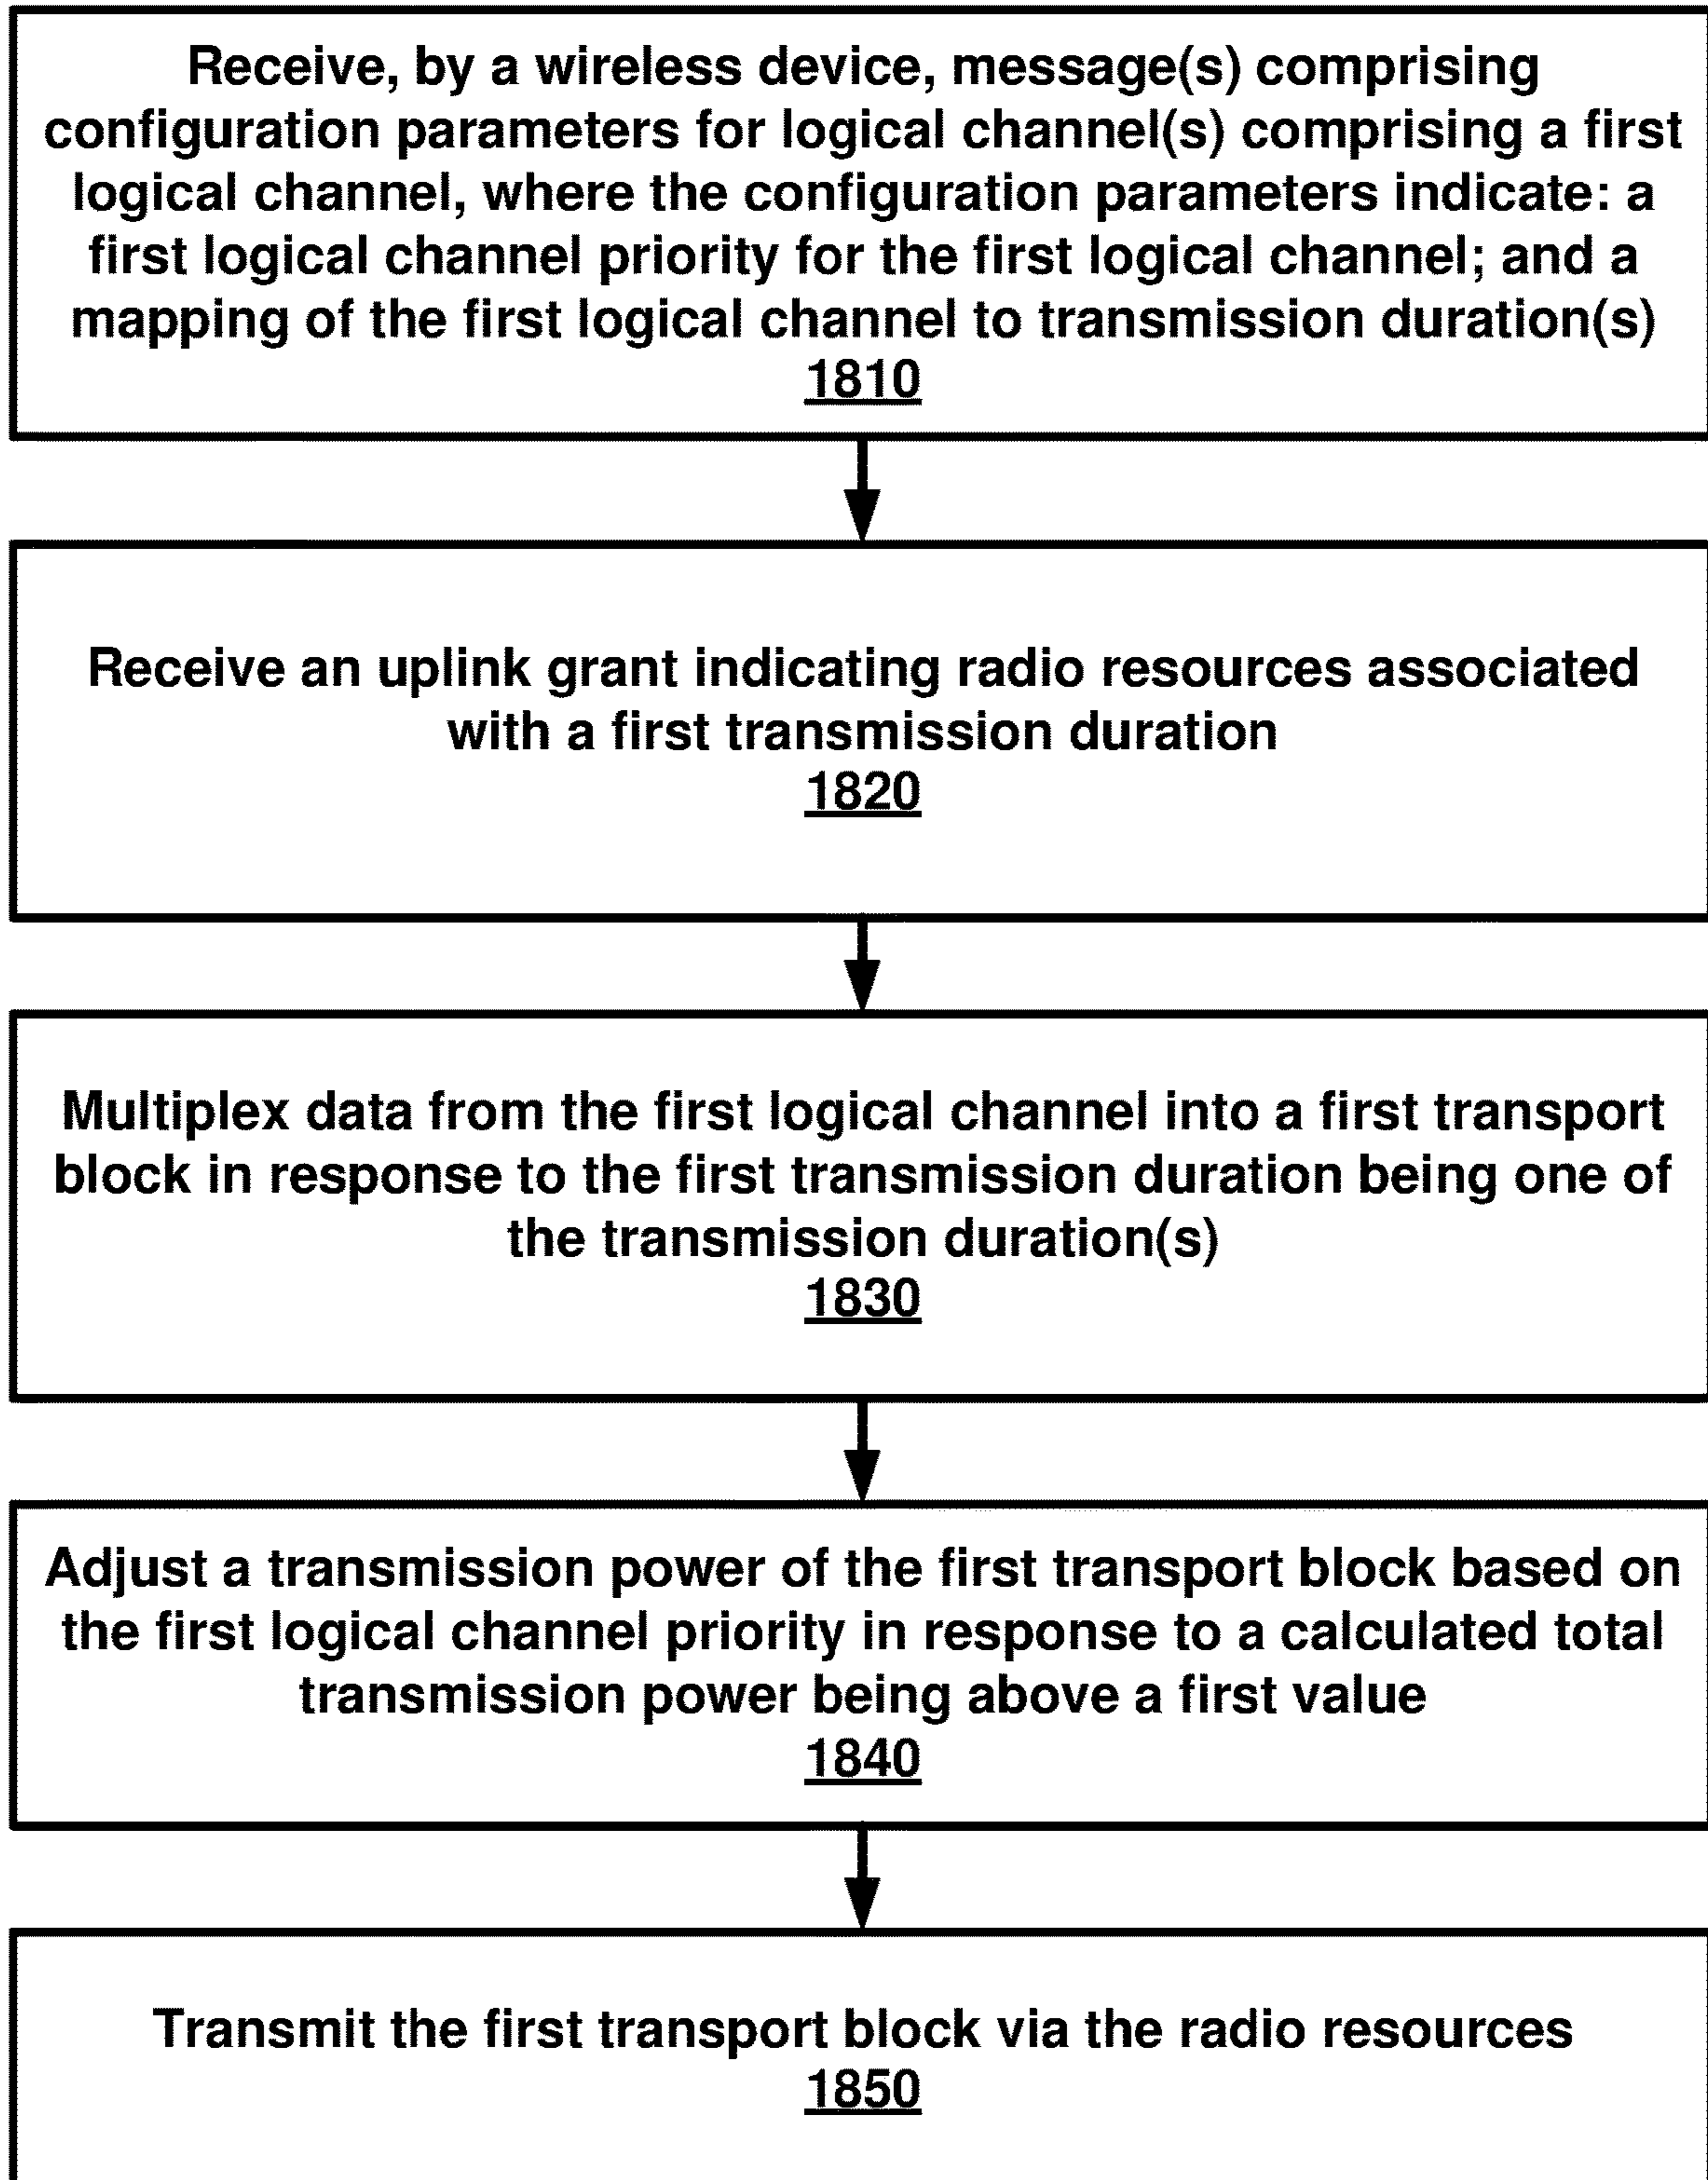 Receive, by a wireless device, message(s) comprising
configuration parameters for logical channel(s) comprising a first
logical channel, where the configuration parameters indicate: a
first logical channel priority for the first logical channel; and a
mapping of the first logical channel to transmission duration(s)
1810
Receive an uplink grant indicating radio resources associated
with a first transmission duration
1820
Multiplex data from the first logical channel into a first transport
block in response to the first transmission duration being one of
the transmission duration(s)
1830
Adjust a transmission power of the first transport block based on
the first logical channel priority in response to a calculated total
transmission power being above a first value
1840
Transmit the first transport block via the radio resources
1850